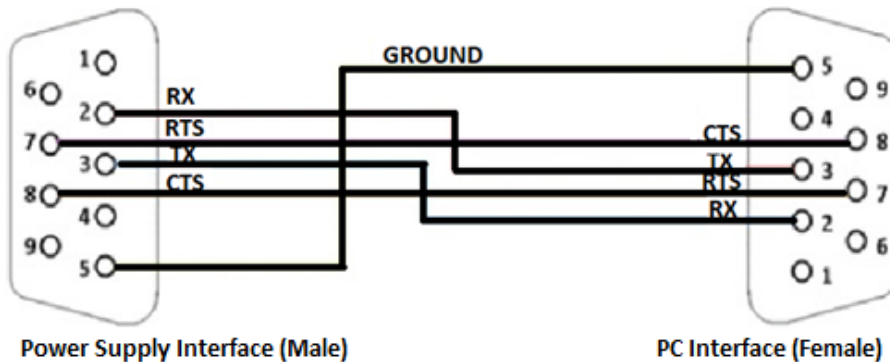 GROUND
1
5
6
9
2
RX
4
RTS
CTS
8
7
3
TX
TX
3
8
CTS
RTS
7
4
RX
2
9
6
5
1
Power Supply Interface (Male)
PC Interface (Female)